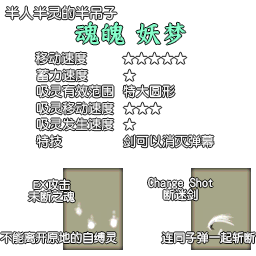 半人半灵的半吊子
魂魄 妖梦
移动速度 ☆☆☆☆☆
蓄力速度 ☆
吸灵有效范围 特大圆形
吸灵移动速度 ☆☆☆
吸灵发生速度 ☆
特技 剑可以消灭弹幕
EX攻击
未断之魂
不能离开原地的自缚灵
Charge Shot
断迷剑
连同子弹一起斩断